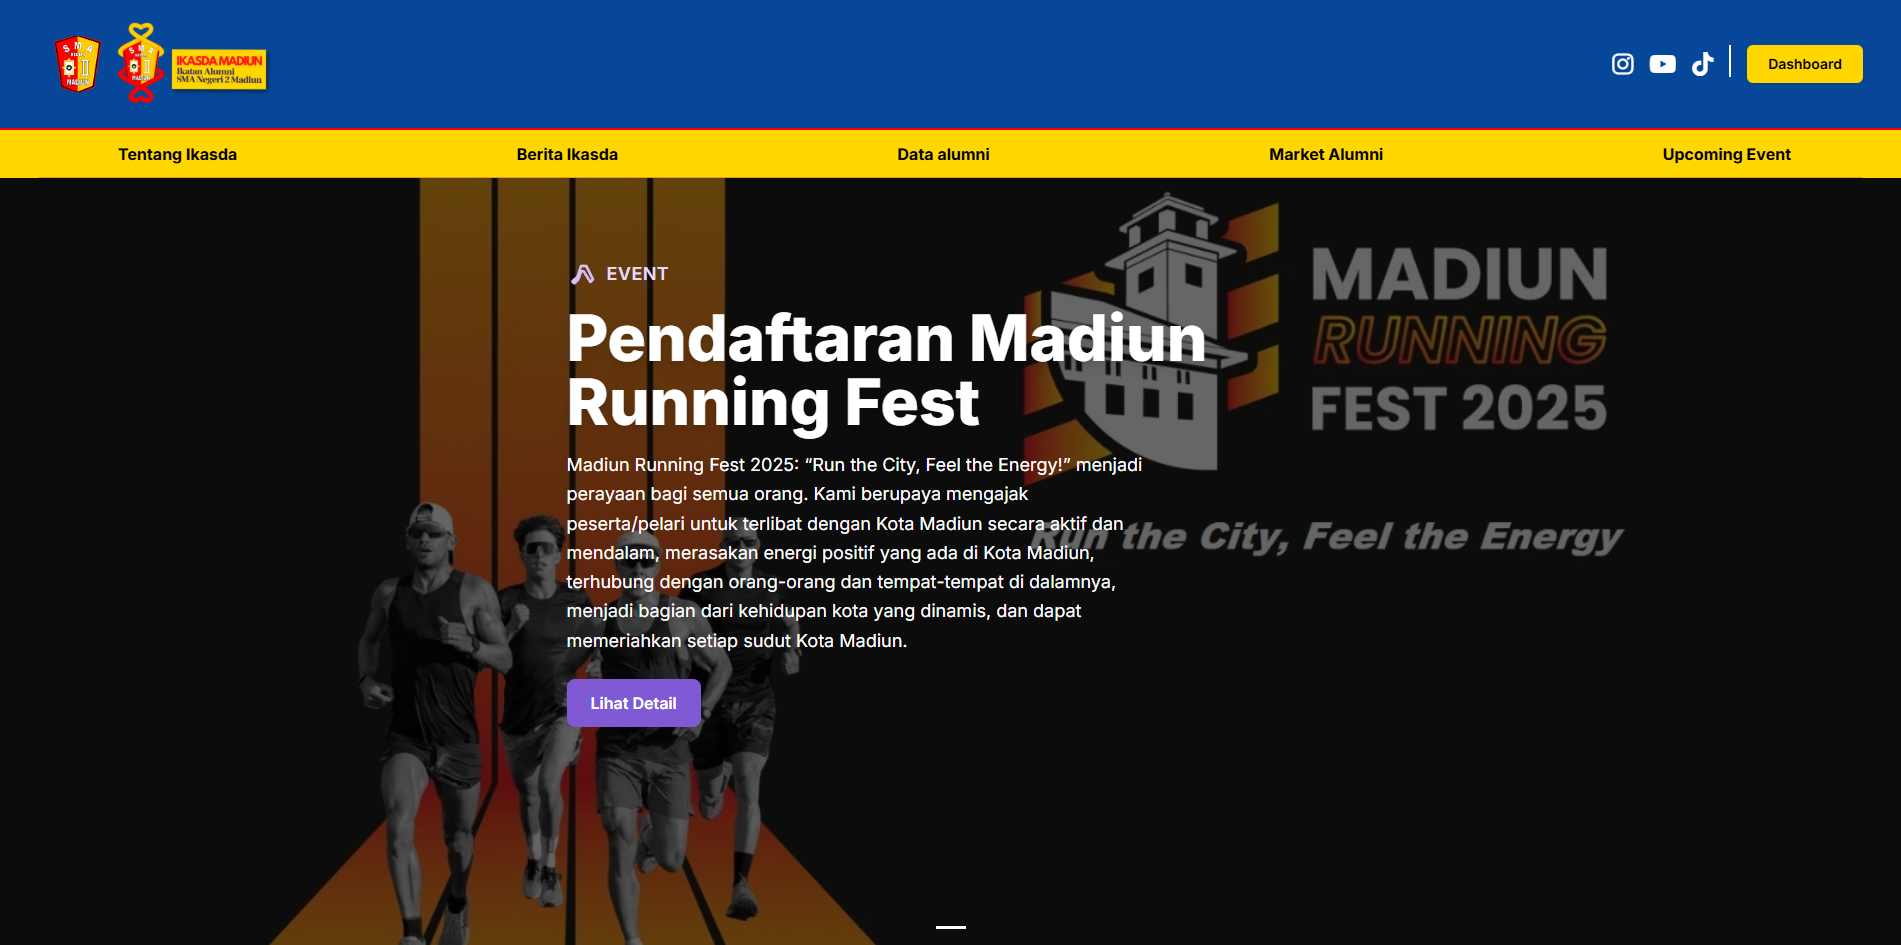 SMA
NEGERI
II
MADIUN
SMA
II
MADIUN
IKASDA MADIUN
Ikatan Alumni
SMA Negeri 2 Madiun
Dashboard
Tentang Ikasda
Berita Ikasda
Data alumni
Market Alumni
Upcoming Event
EVENT
Pendaftaran Madiun
Running Fest
Madiun Running Fest 2025: “Run the City, Feel the Energy!” menjadi
perayaan bagi semua orang. Kami berupaya mengajak
peserta/pelari untuk terlibat dengan Kota Madiun secara aktif dan
mendalam, merasakan energi positif yang ada di Kota Madiun,
terhubung dengan orang-orang dan tempat-tempat di dalamnya,
menjadi bagian dari kehidupan kota yang dinamis, dan dapat
memeriahkan setiap sudut Kota Madiun.
Lihat Detail
MADIUN
RUNNING
FEST 2025
Run the City, Feel the Energy